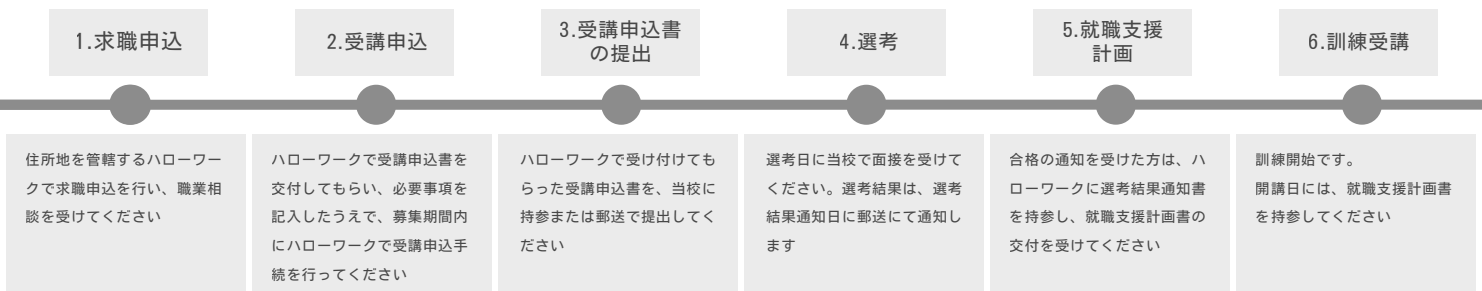 1.求職申込
2.受講申込
3.受講申込書
の提出
4.選考
5.就職支援
計画
6.訓練受講
住所地を管轄するハローワー
クで求職申込を行い、職業相
談を受けてください
ハローワークで受講申込書を
交付してもらい、必要事項を
記入したうえで、募集期間内
にハローワークで受講申込手
続を行ってください
ハローワークで受け付けても
らった受講申込書を、当校に
持参または郵送で提出してく
ださい
選考日に当校で面接を受けて
ください。選考結果は、選考
結果通知日に郵送にて通知し
ます
合格の通知を受けた方は、ハ
ローワークに選考結果通知書
を持参し、就職支援計画書の
交付を受けてください
訓練開始です。
開講日には、就職支援計画書
を持参してください